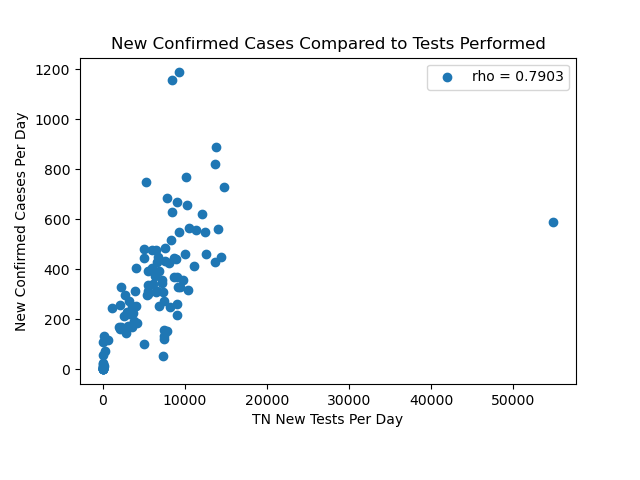 New Confirmed Cases Compared to Tests Performed
rho = 0.7903
New Confirmed Caeses Per Day
1200
1000
800
600
400
200
0
0 10000 20000 30000 40000 50000
TN New Tests Per Day